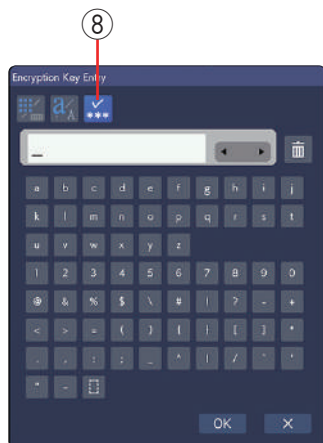 8
Encryption Key Entry
a A ***
_
a b c d e f g h i j
k l m n o p q r s t
u v w x y z
1 2 3 4 5 6 7 8 9 0
@ & % $ \ # ! ? - +
< > = ( ) { } [ ] *
. , : ; _ ^ | / ' `
" ~
OK X